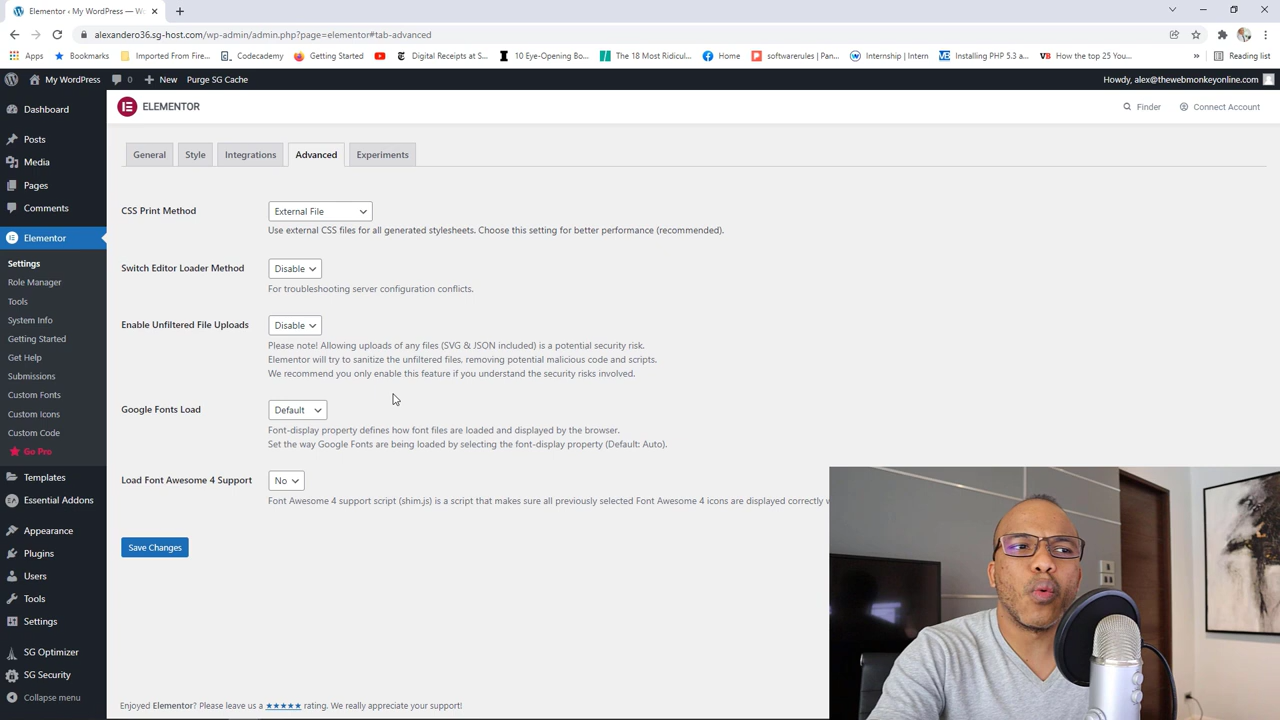 Elementor ‹ My WordPress — W
alexandero36.sg-host.com/wp-admin/admin.php?page=elementor#tab-advanced
Apps
Bookmarks
Imported From Fire...
Codecademy
Getting Started
Digital Receipts at S...
10 Eye-Opening Bo...
The 18 Most Ridicul...
Home
softwarerules | Pan...
Internship | Intern
Installing PHP 5.3 a...
How the top 25 You...
»
Reading list
My WordPress
0
New
Purge SG Cache
Howdy, alex@thewebmonkeyonline.com
Dashboard
Posts
Media
Pages
Comments
Elementor
Settings
Role Manager
Tools
System Info
Getting Started
Get Help
Submissions
Custom Fonts
Custom Icons
Custom Code
Go Pro
Templates
Essential Addons
Appearance
Plugins
Users
Tools
Settings
SG Optimizer
SG Security
Collapse menu
ELEMENTOR
Finder
Connect Account
General
Style
Integrations
Advanced
Experiments
CSS Print Method
External File
Use external CSS files for all generated stylesheets. Choose this setting for better performance (recommended).
Switch Editor Loader Method
Disable
For troubleshooting server configuration conflicts.
Enable Unfiltered File Uploads
Disable
Please note! Allowing uploads of any files (SVG & JSON included) is a potential security risk.
Elementor will try to sanitize the unfiltered files, removing potential malicious code and scripts.
We recommend you only enable this feature if you understand the security risks involved.
Google Fonts Load
Default
Font-display property defines how font files are loaded and displayed by the browser.
Set the way Google Fonts are being loaded by selecting the font-display property (Default: Auto).
Load Font Awesome 4 Support
No
Font Awesome 4 support script (shim.js) is a script that makes sure all previously selected Font Awesome 4 icons are displayed correctly
Save Changes
Enjoyed Elementor? Please leave us a ★★★★★ rating. We really appreciate your support!